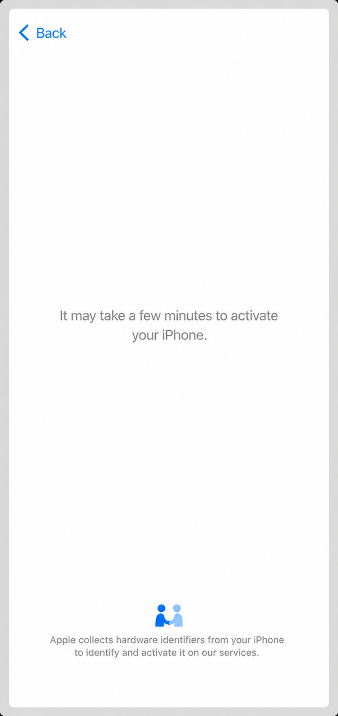 Back
It may take a few minutes to activate
your iPhone.
Apple collects hardware identifiers from your iPhone
to identify and activate it on our services.